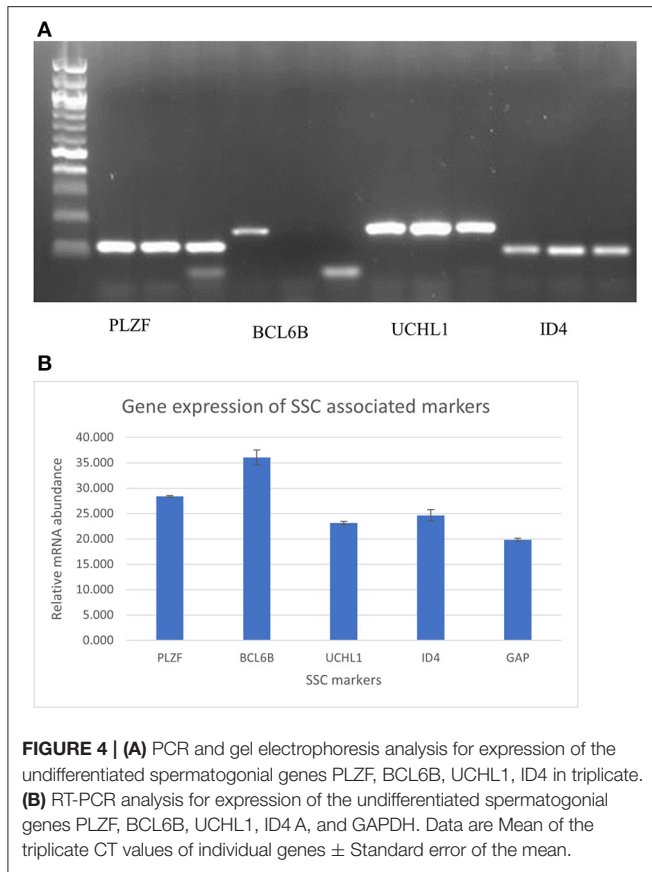 A
PLZF BCL6B UCHL1 ID4
B
Gene expression of SSC associated markers
40.000
35.000
30.000
25.000
20.000
15.000
10.000
5.000
0.000
Relative mRNA abundance
PLZF BCL6B UCHL1 ID4 GAP
SSC markers
FIGURE 4 | (A) PCR and gel electrophoresis analysis for expression of the
undifferentiated spermatogonial genes PLZF, BCL6B, UCHL1, ID4 in triplicate.
(B) RT-PCR analysis for expression of the undifferentiated spermatogonial
genes PLZF, BCL6B, UCHL1, ID4 A, and GAPDH. Data are Mean of the
triplicate CT values of individual genes ± Standard error of the mean.